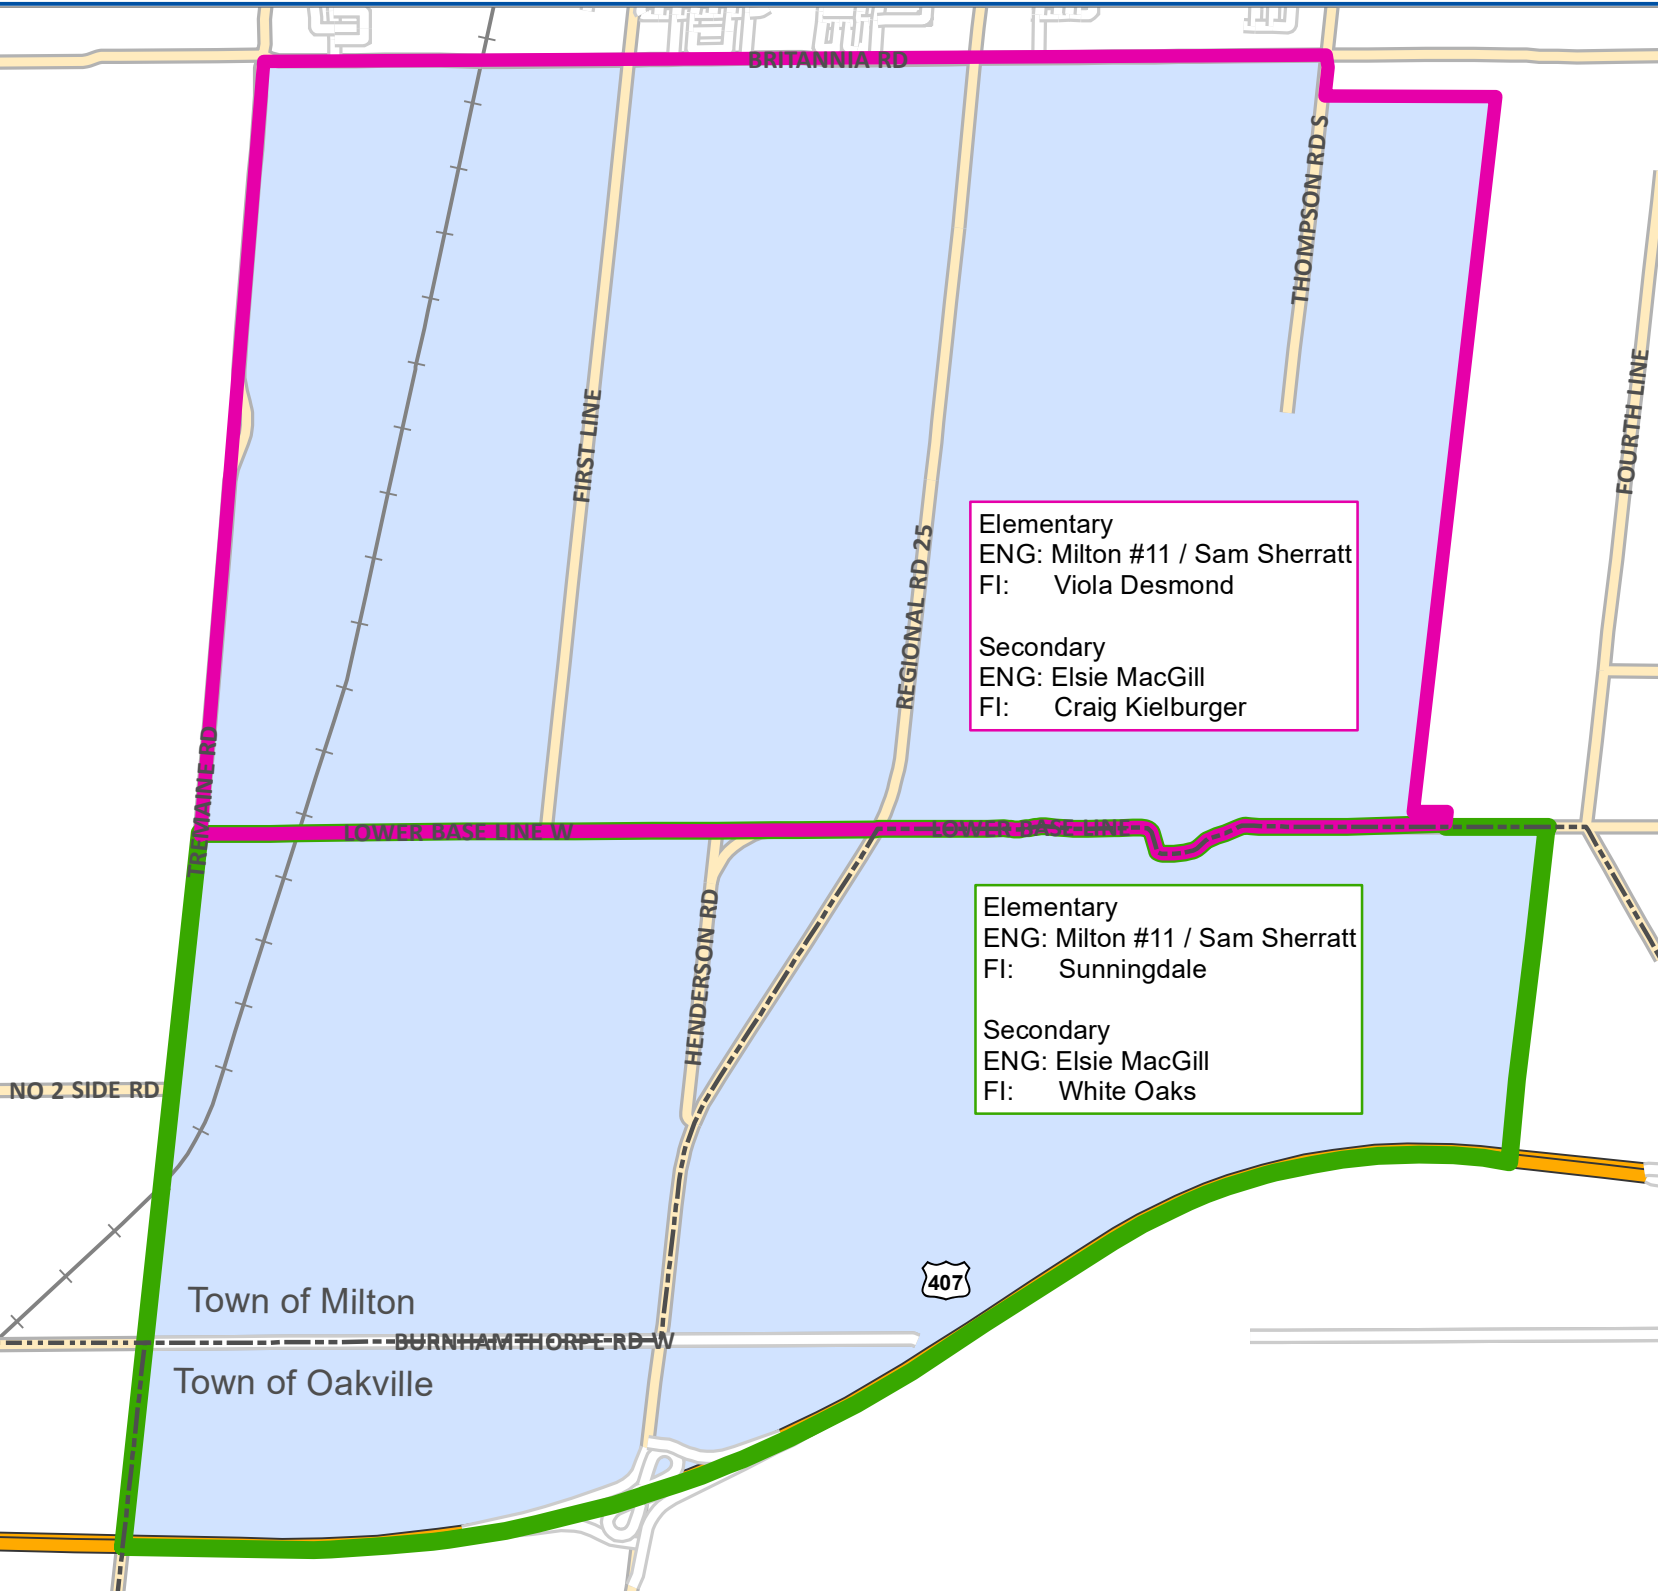 BRITANNIA RD
THOMPSON RD S
FOURTH LINE
FIRST LINE
REGIONAL RD 25
Elementary
ENG: Milton #11 / Sam Sherratt
FI: Viola Desmond
Secondary
ENG: Elsie MacGill
FI: Craig Kielburger
TREMAINE RD
LOWER BASE LINE W
LOWER BASE LINE
HENDERSON RD
Elementary
ENG: Milton #11 / Sam Sherratt
FI: Sunningdale
Secondary
ENG: Elsie MacGill
FI: White Oaks
NO 2 SIDE RD
407
Town of Milton
BURNHAMTHORPE RD W
Town of Oakville